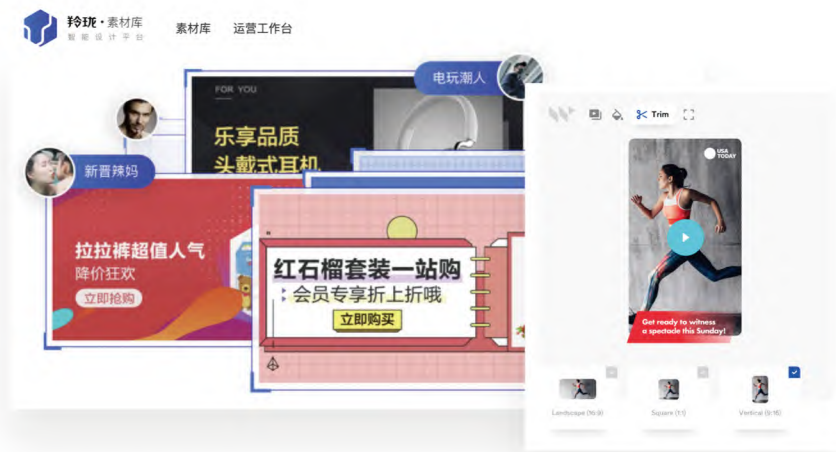 羚珑·素材库
智能设计平台
素材库
运营工作台
FOR YOU
乐享品质
头戴式耳机
电玩潮人
新晋辣妈
拉拉裤超值人气
降价狂欢
立即抢购
红石榴套装一站购
会员专享折上折哦
立即购买
Trim
USA
TODAY
Get ready to witness
a spectacle this Sunday!
Landscape (16:9)
Square (1:1)
Vertical (9:16)